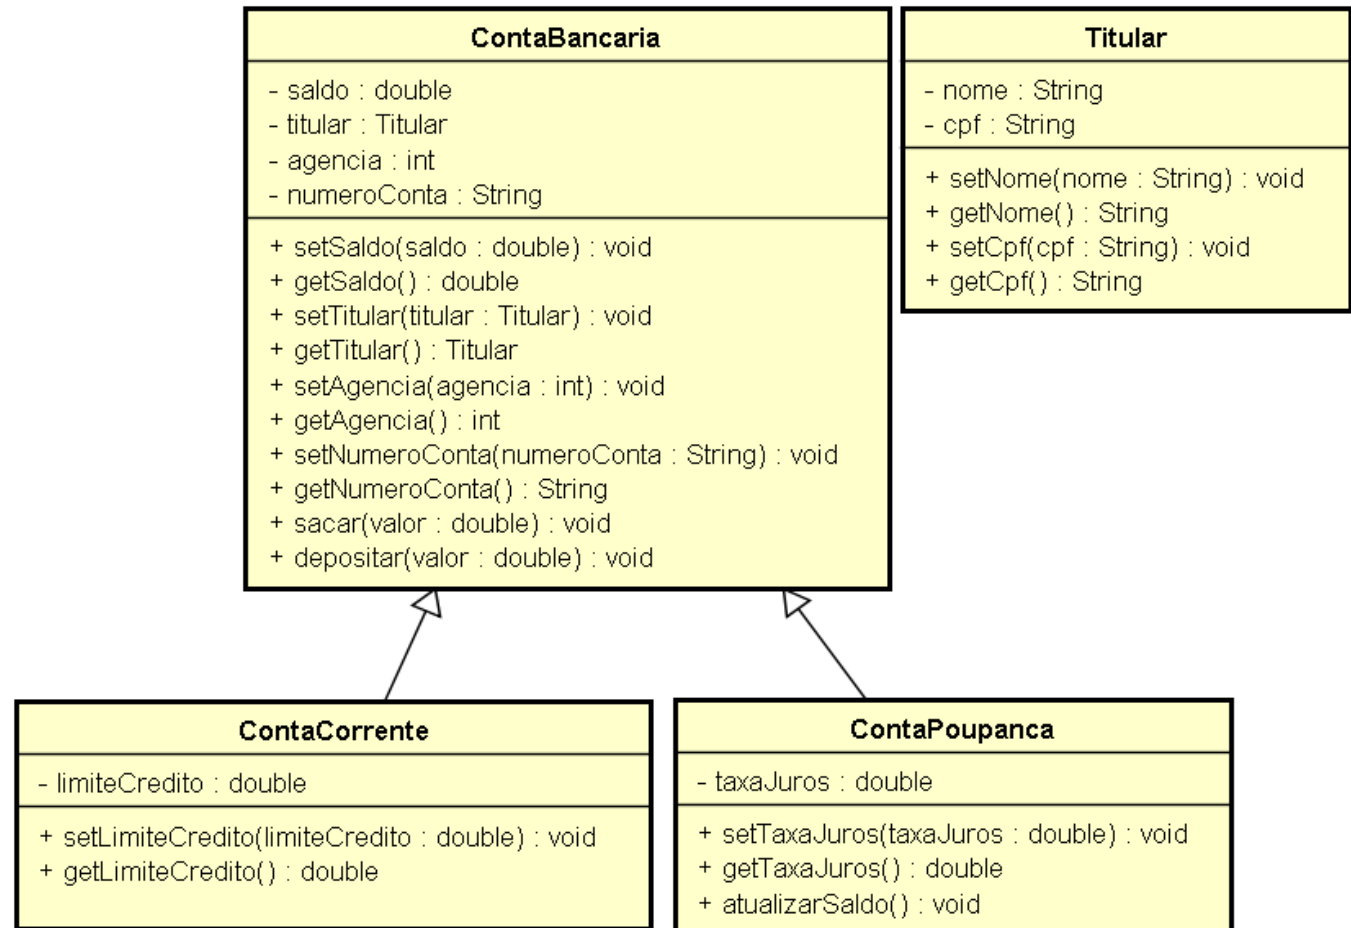 ContaBancaria
- saldo : double
- titular : Titular
- agencia : int
- numeroConta : String
+ setSaldo(saldo : double) : void
+ getSaldo() : double
+ setTitular(titular : Titular) : void
+ getTitular() : Titular
+ setAgencia(agencia : int) : void
+ getAgencia() : int
+ setNumeroConta(numeroConta : String) : void
+ getNumeroConta() : String
+ sacar(valor : double) : void
+ depositar(valor : double) : void
Titular
- nome : String
- cpf : String
+ setNome(nome : String) : void
+ getNome() : String
+ setCpf(cpf : String) : void
+ getCpf() : String
ContaCorrente
- limiteCredito : double
+ setLimiteCredito(limiteCredito : double) : void
+ getLimiteCredito() : double
ContaPoupanca
- taxaJuros : double
+ setTaxaJuros(taxaJuros : double) : void
+ getTaxaJuros() : double
+ atualizarSaldo() : void